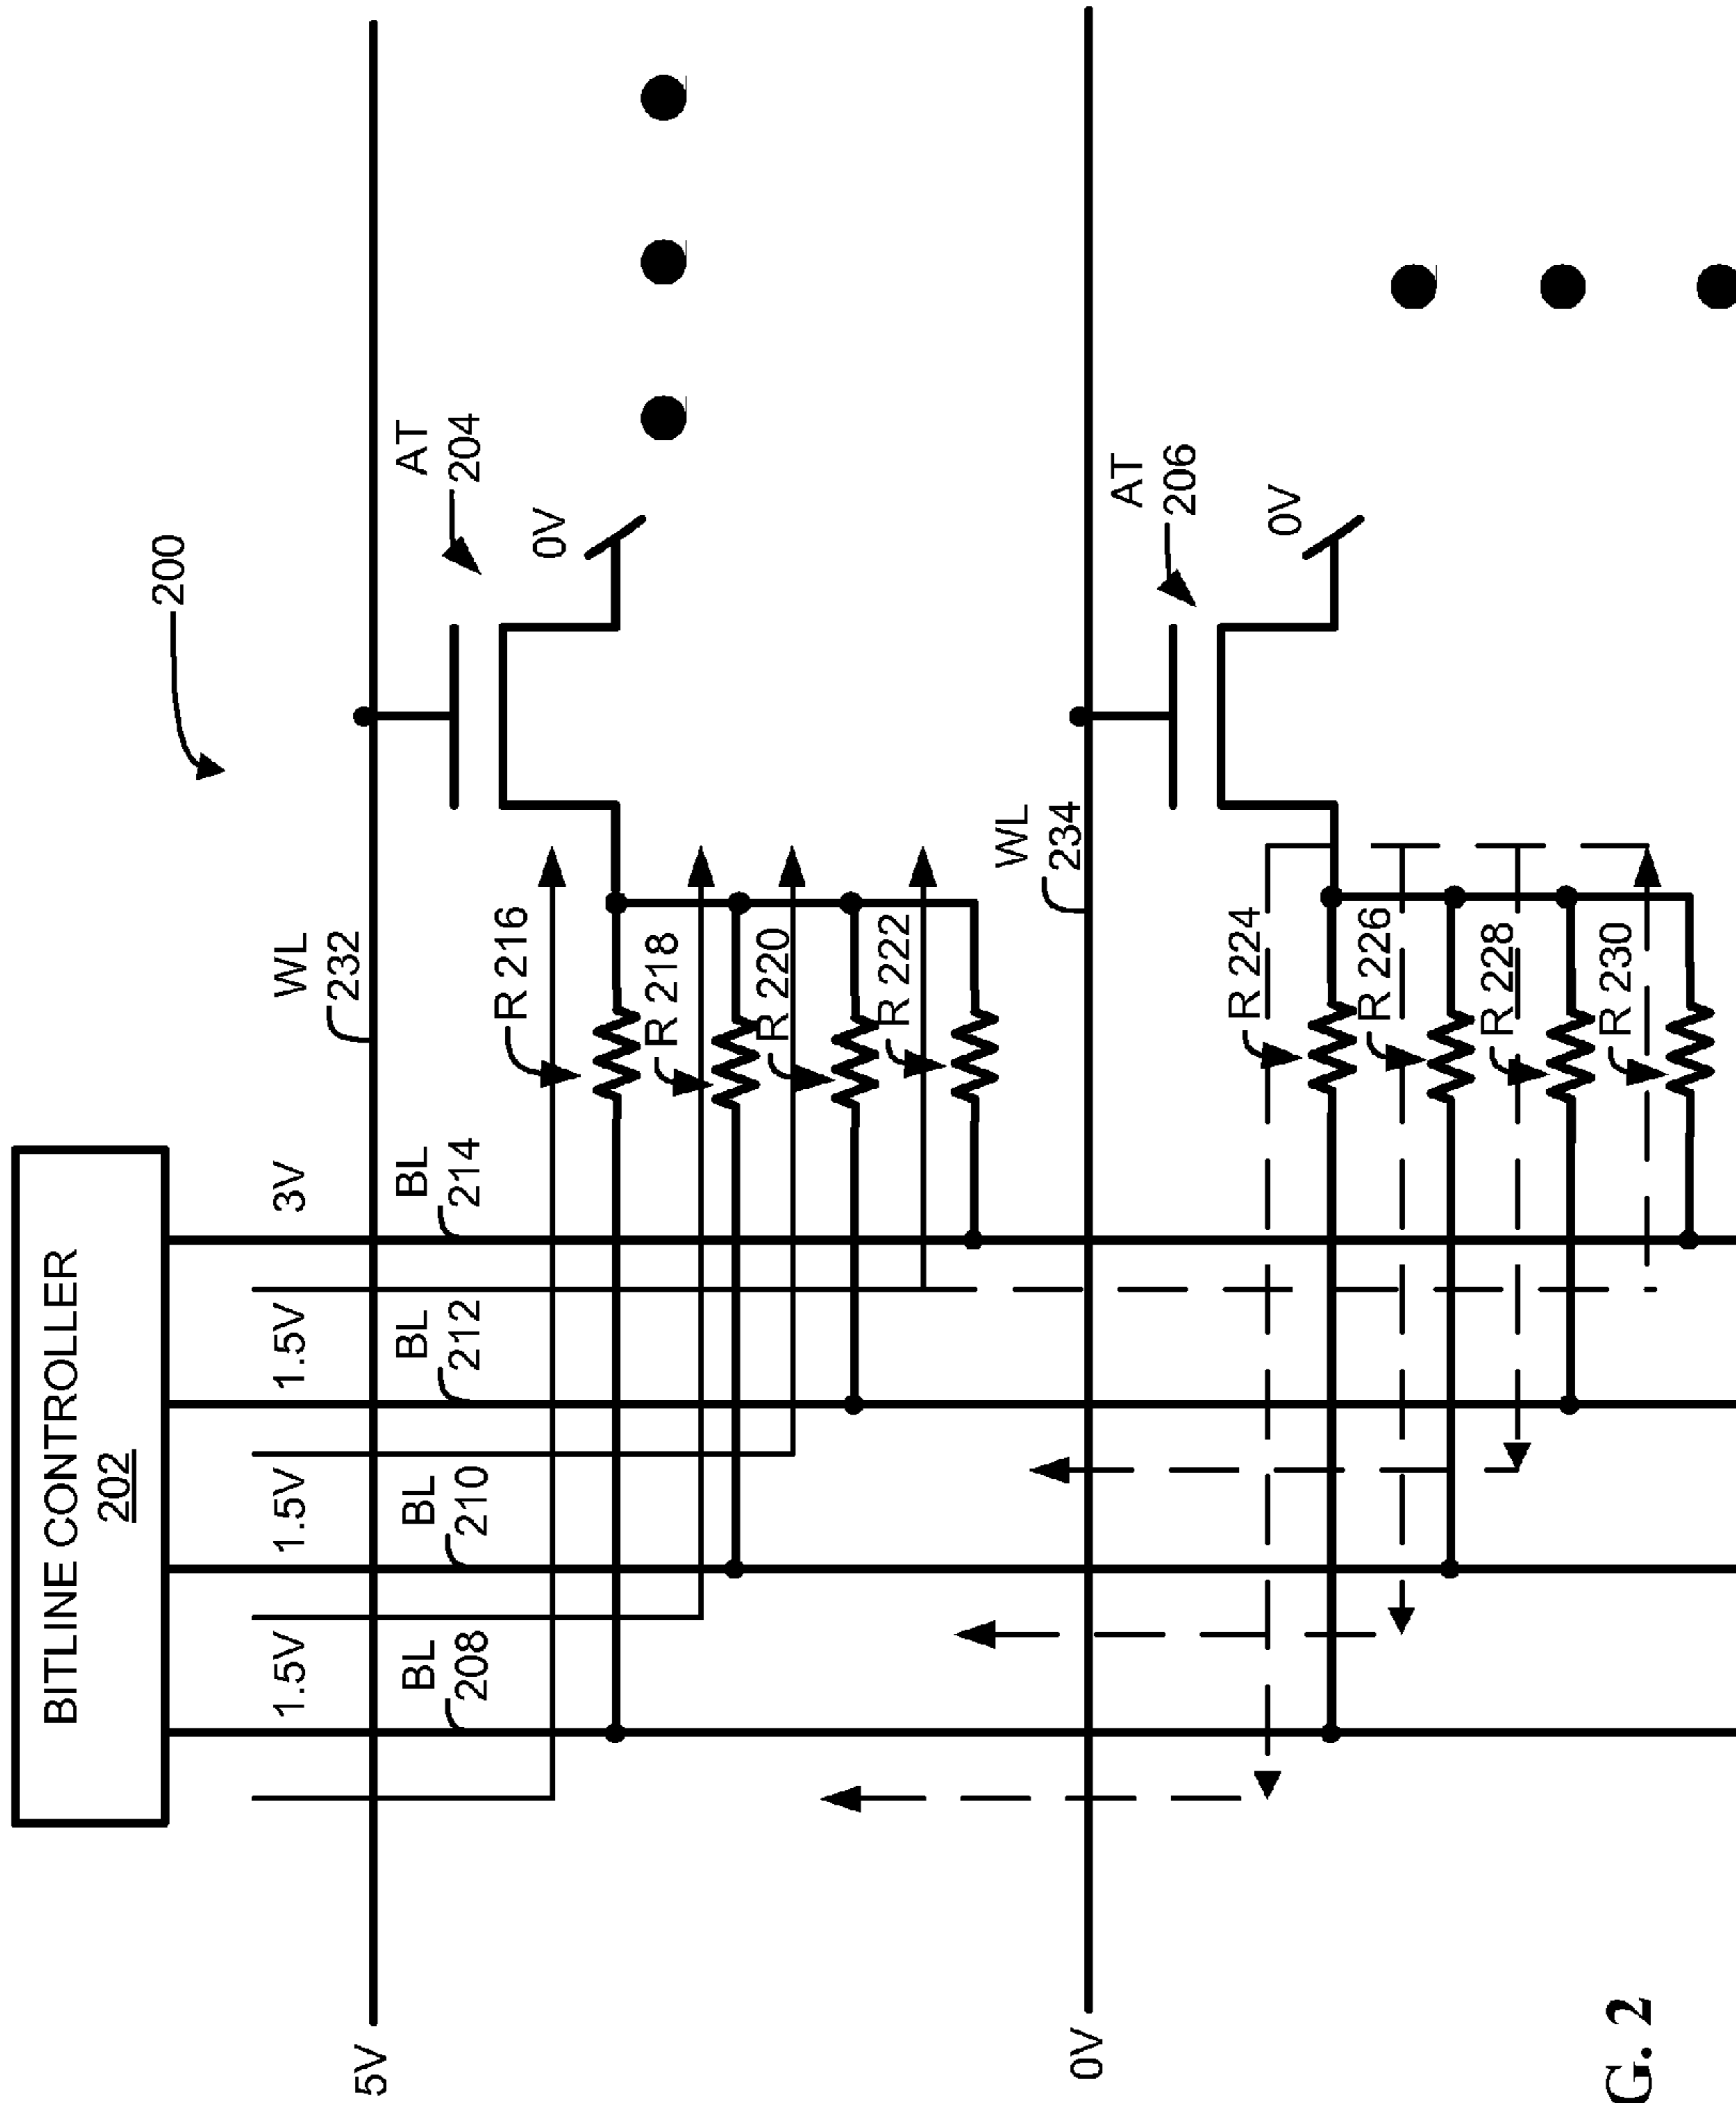 BITLINE CONTROLLER
202
200
1.5V
1.5V
1.5V
3V
WL
232
5V
BL
208
BL
210
BL
212
BL
214
AT
204
0V
R 216
R 218
R 220
R 222
WL
234
0V
AT
206
0V
R 224
R 226
R 228
R 230
G. 2